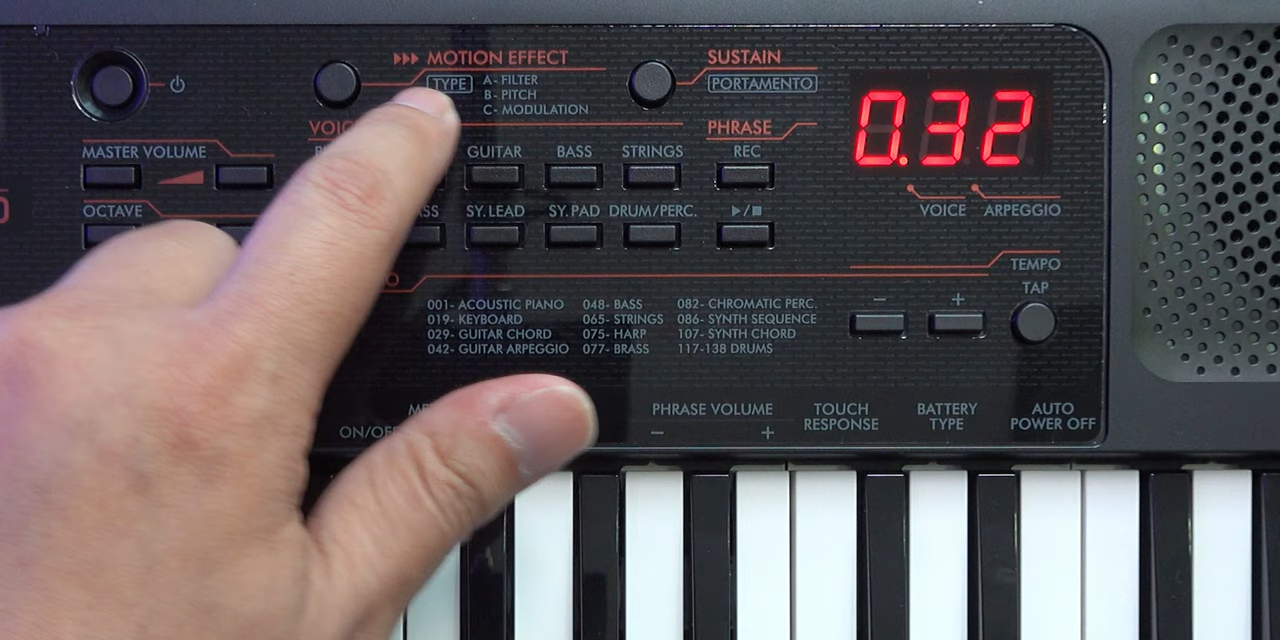 MOTION EFFECT
TYPE
A- FILTER
B- PITCH
C- MODULATION
SUSTAIN
PORTAMENTO
0.32
MASTER VOLUME
GUITAR
BASS
STRINGS
PHRASE
REC
OCTAVE
SY.LEAD
SY.PAD
DRUM/PERC.
VOICE
ARPEGGIO
TEMPO
TAP
001- ACOUSTIC PIANO
019- KEYBOARD
029- GUITAR CHORD
042- GUITAR ARPEGGIO
048- BASS
065- STRINGS
075- HARP
077- BRASS
082- CHROMATIC PERC.
086- SYNTH SEQUENCE
107- SYNTH CHORD
117-138 DRUMS
− +
PHRASE VOLUME
− +
TOUCH
RESPONSE
BATTERY
TYPE
AUTO
POWER OFF